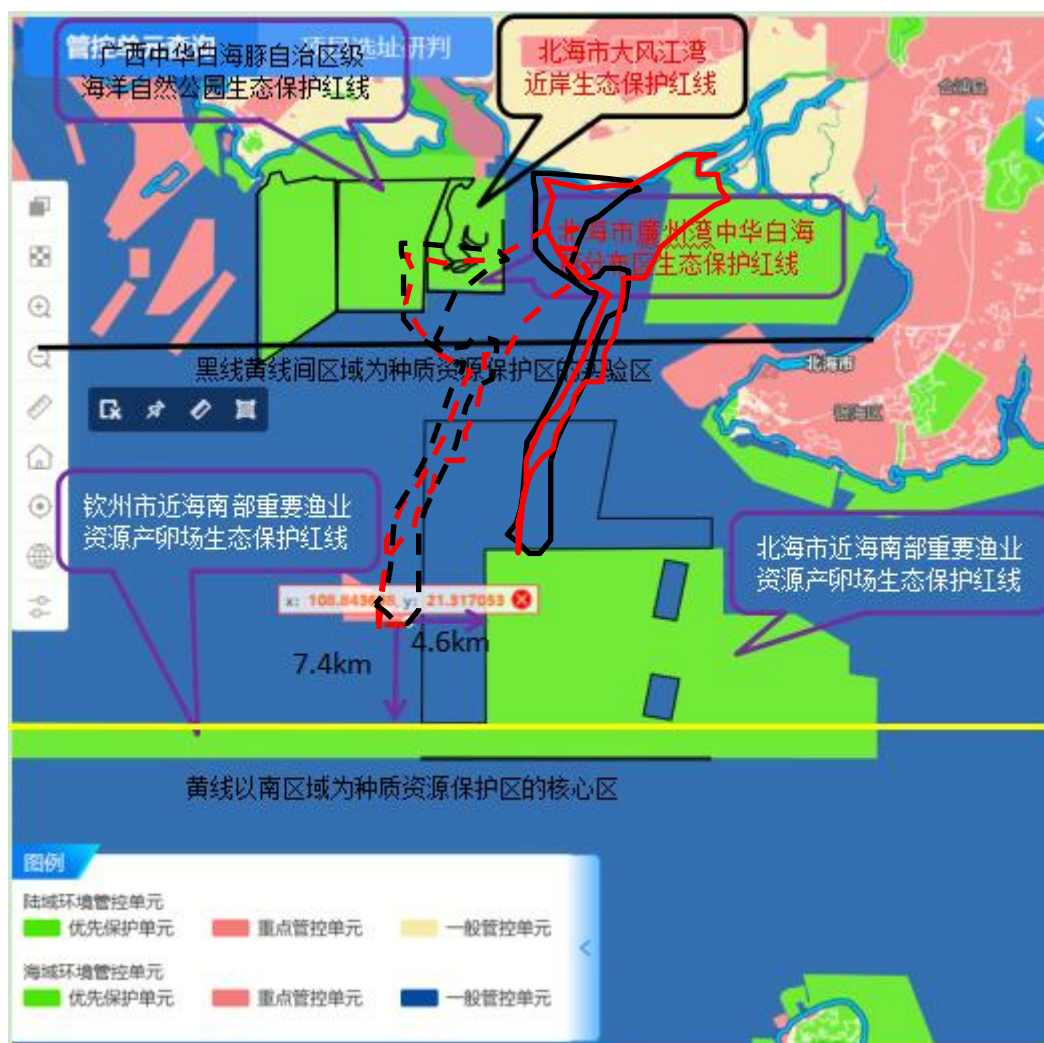 管控单元查询
项目选址研判
广西中华白海豚自治区级
海洋自然公园生态保护红线
北海市大风江湾
近岸生态保护红线
合浦县
北海市廉州湾中华白海
生态保护红线
黑线黄线间区域为种质资源保护区的实验区
北海市
银海区
钦州市近海南部重要渔业
资源产卵场生态保护红线
北海市近海南部重要渔业
资源产卵场生态保护红线
y: 21.317053
4.6km
7.4km
黄线以南区域为种质资源保护区的核心区
图例
陆域环境管控单元
优先保护单元 重点管控单元 一般管控单元
海域环境管控单元
优先保护单元 重点管控单元 一般管控单元